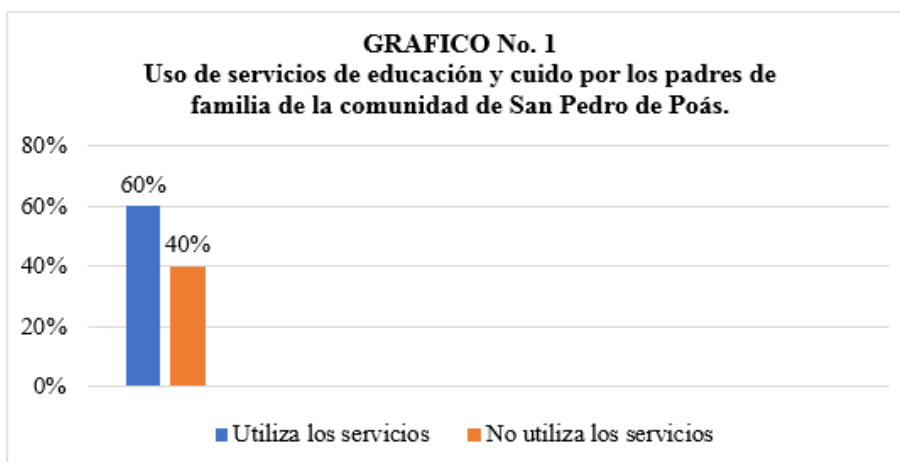 GRAFICO No. 1
Uso de servicios de educación y cuido por los padres de
familia de la comunidad de San Pedro de Poás.
80%
60%
60%
40%
40%
20%
0%
Utiliza los servicios
No utiliza los servicios